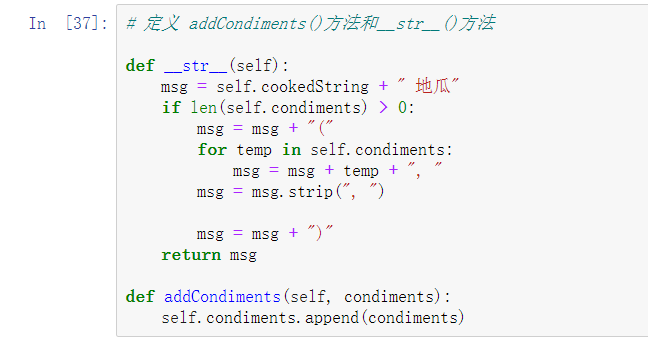 In [37]: # 定义 addCondiments()方法和__str__()方法
def __str__(self):
    msg = self.cookedString + " 地瓜"
    if len(self.condiments) > 0:
        msg = msg + "("
        for temp in self.condiments:
            msg = msg + temp + ", "
        msg = msg.strip(", ")
        msg = msg + ")"
    return msg
def addCondiments(self, condiments):
    self.condiments.append(condiments)